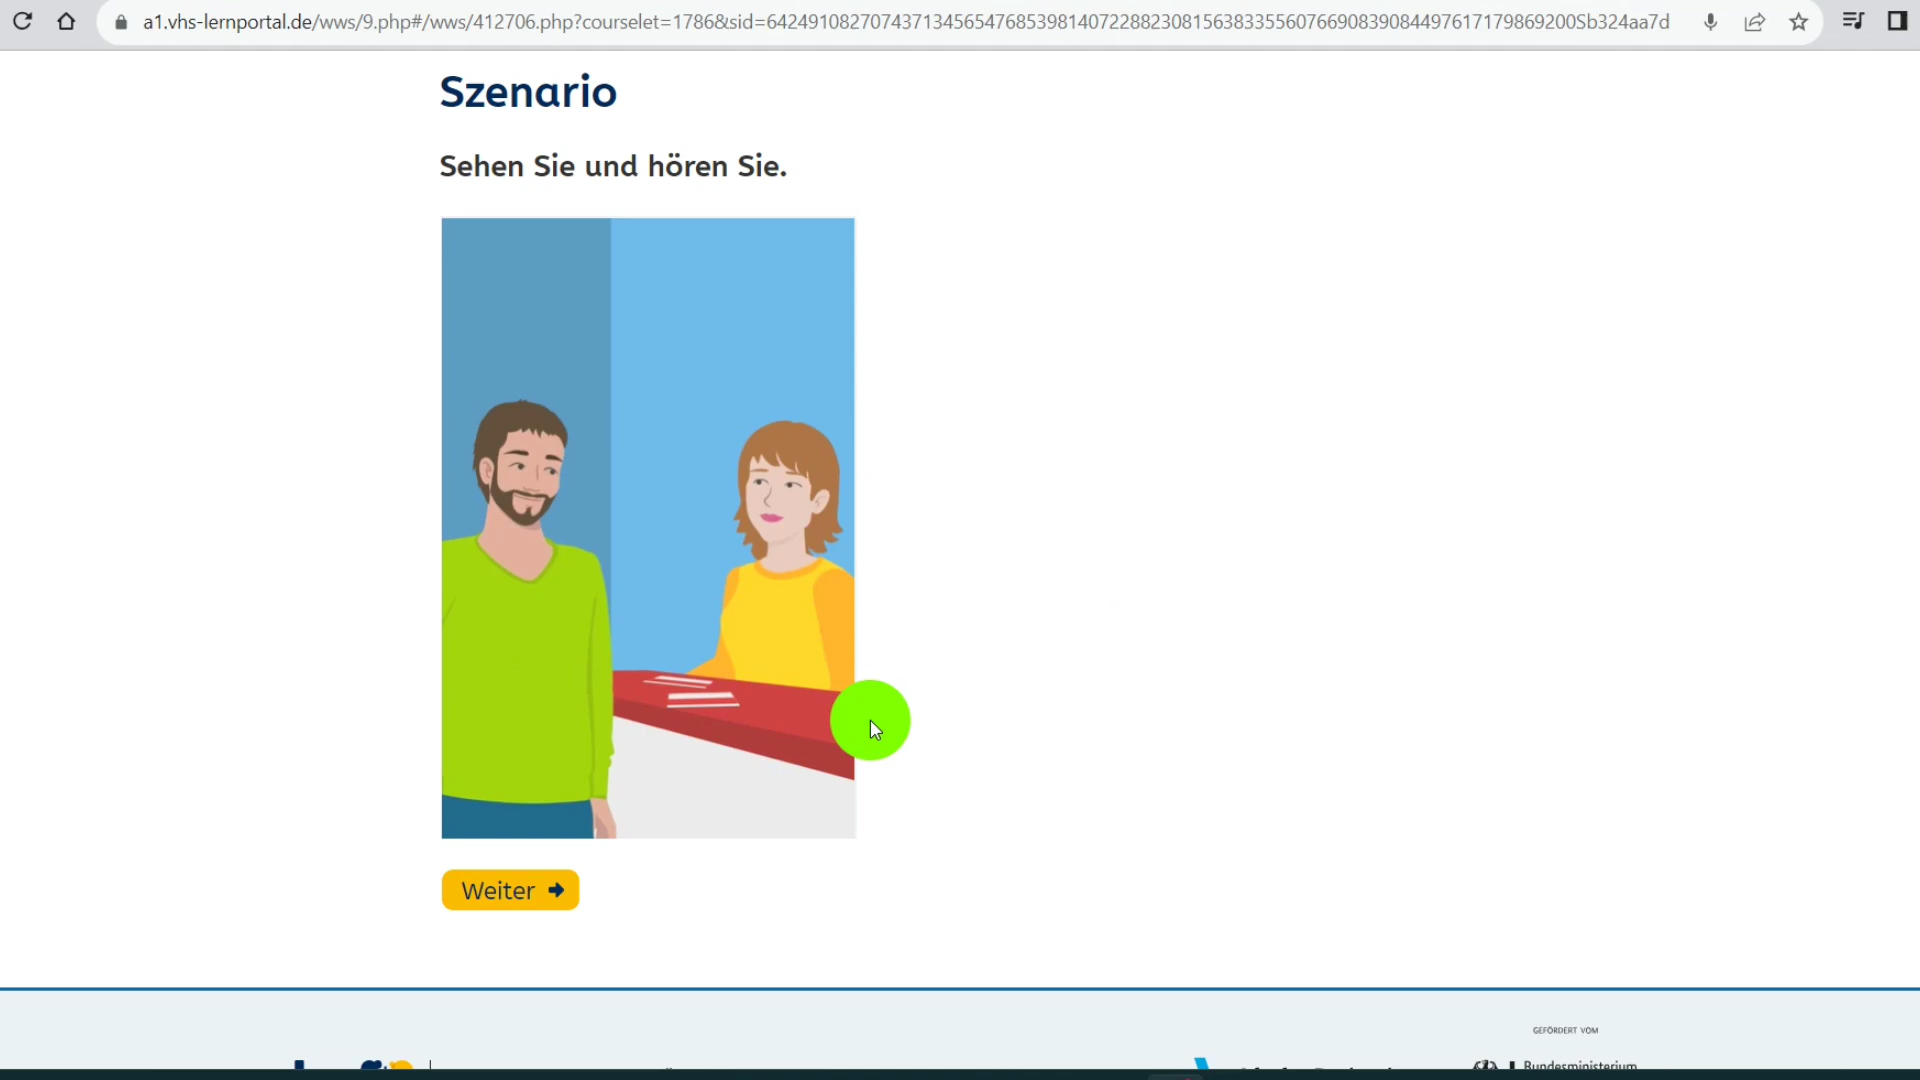 a1.vhs-lernportal.de/wws/9.php#/wws/412706.php?courselet=1786&sid=64249108270743713456547685398140722882308156383355607669083908449761717986920​0Sb324aa7d
Szenario
Sehen Sie und hören Sie.
Weiter
GEFÖRDERT VOM
Bundesministerium